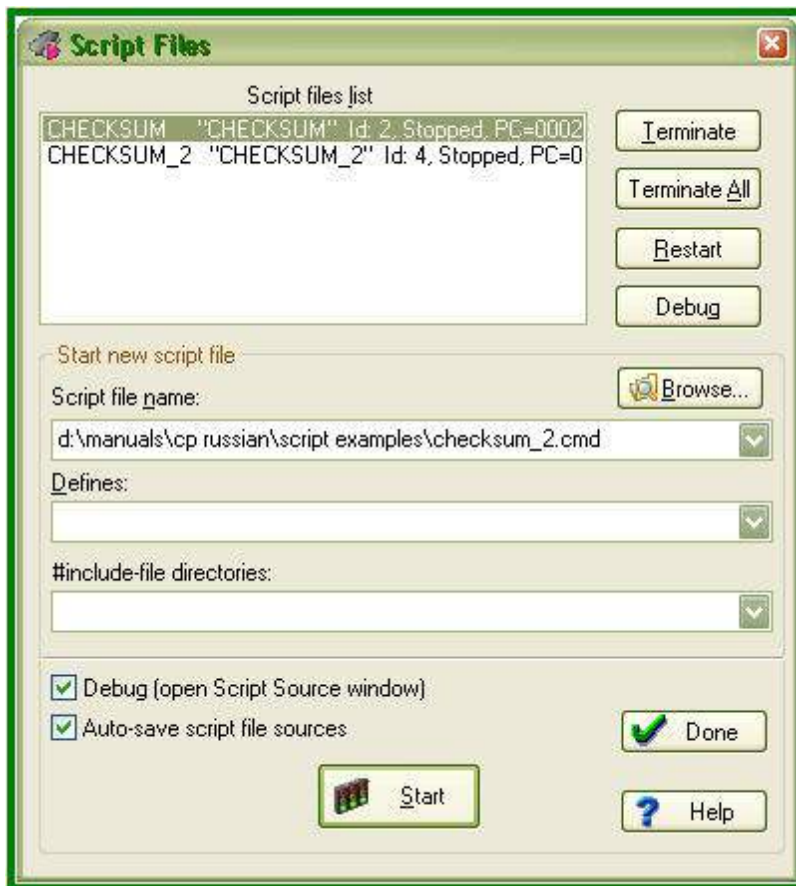 Script Files
Script files list
CHECKSUM "CHECKSUM" Id: 2, Stopped, PC=0002
CHECKSUM_2 "CHECKSUM_2" Id: 4, Stopped, PC=0
Terminate
Terminate All
Restart
Debug
Start new script file
Browse...
Script file name:
d:\manuals\cp russian\script examples\checksum_2.cmd
Defines:
#include-file directories:
Debug (open Script Source window)
Auto-save script file sources
Done
Start
Help